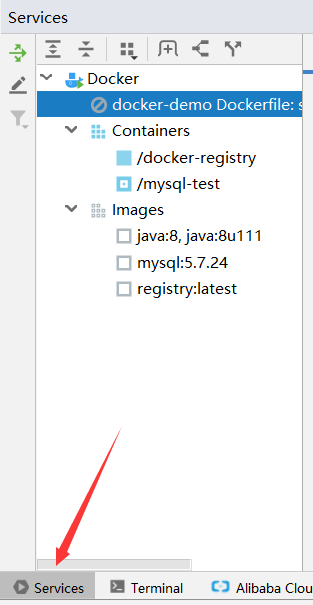 Services
Docker
docker-demo Dockerfile: s
Containers
/docker-registry
/mysql-test
Images
java:8, java:8u111
mysql:5.7.24
registry:latest
Services
Terminal
Alibaba Clou